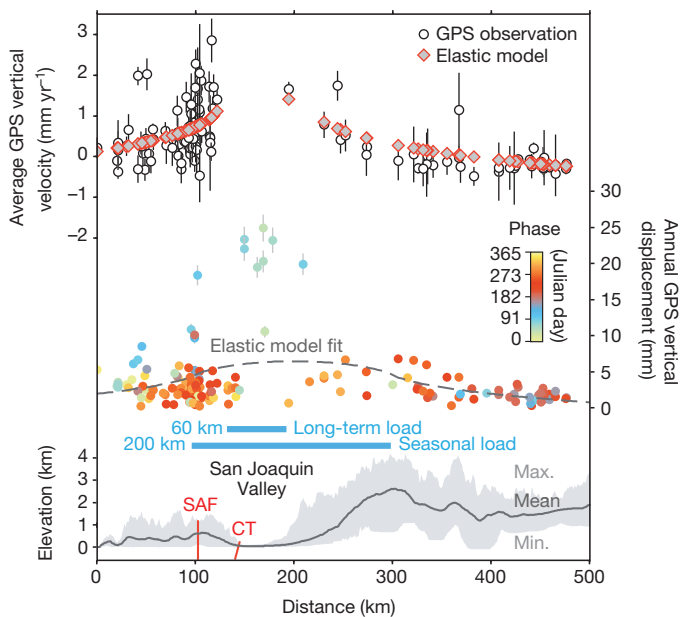 GPS observation
Elastic model
Average GPS vertical
velocity (mm yr⁻¹)
3
2
1
0
−1
−2
30
25
20
15
10
5
0
Annual GPS vertical
displacement (mm)
Phase
365
273
182
91
0
(Julian day)
Elastic model fit
60 km
Long-term load
200 km
Seasonal load
San Joaquin
Valley
SAF
CT
Max.
Mean
Min.
Elevation (km)
4
3
2
1
0
0
100
200
300
400
500
Distance (km)